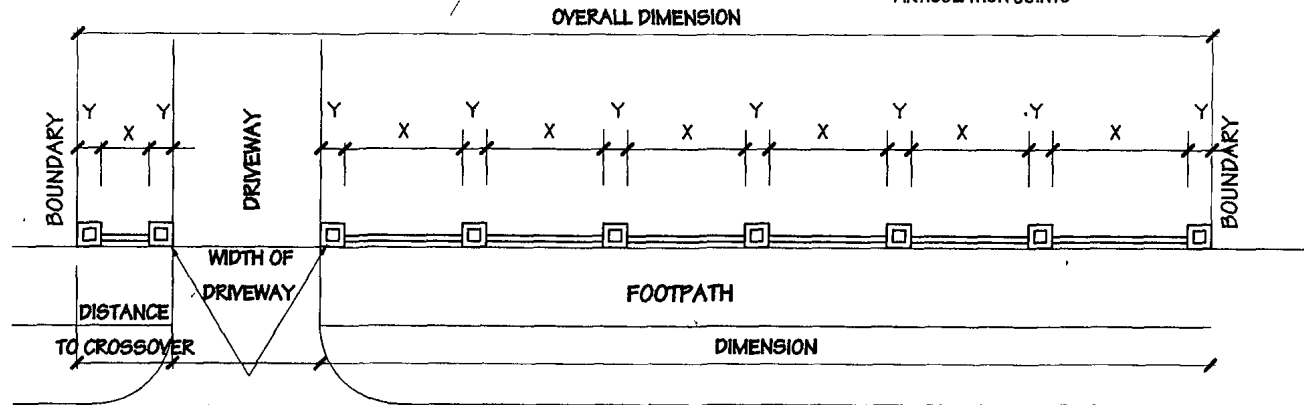 OVERALL DIMENSION
Y Y Y Y Y Y Y Y Y
X X X X X X X
BOUNDARY
DRIVEWAY
BOUNDARY
WIDTH OF
DRIVEWAY
FOOTPATH
DISTANCE
TO CROSSOVER
DIMENSION